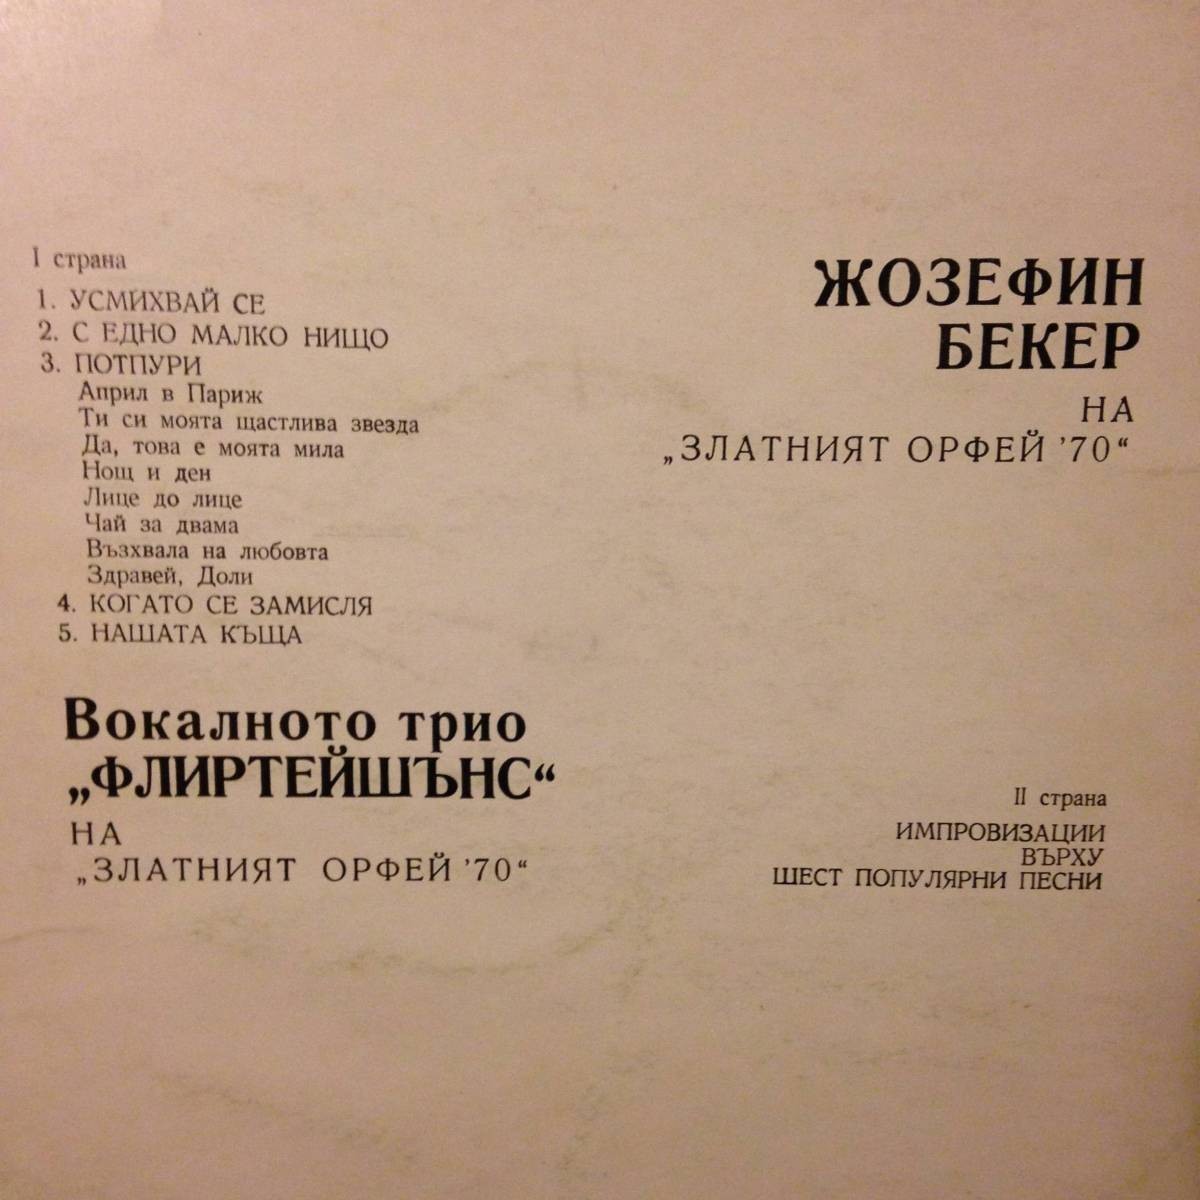 I страна
1. УСМИХВАЙ СЕ
2. С ЕДНО МАЛКО НИЩО
3. ПОТПУРИ
Април в Париж
Ти си моята щастлива звезда
Да, това е моята мила
Нощ и ден
Лице до лице
Чай за двама
Възхвала на любовта
Здравей, Доли
4. КОГАТО СЕ ЗАМИСЛЯ
5. НАШАТА КЪЩА
ЖОЗЕФИН
БЕКЕР
НА
„ЗЛАТНИЯТ ОРФЕЙ '70“
Вокалното трио
„ФЛИРТЕЙШЪНС“
НА
„ЗЛАТНИЯТ ОРФЕЙ '70“
II страна
ИМПРОВИЗАЦИИ
ВЪРХУ
ШЕСТ ПОПУЛЯРНИ ПЕСНИ